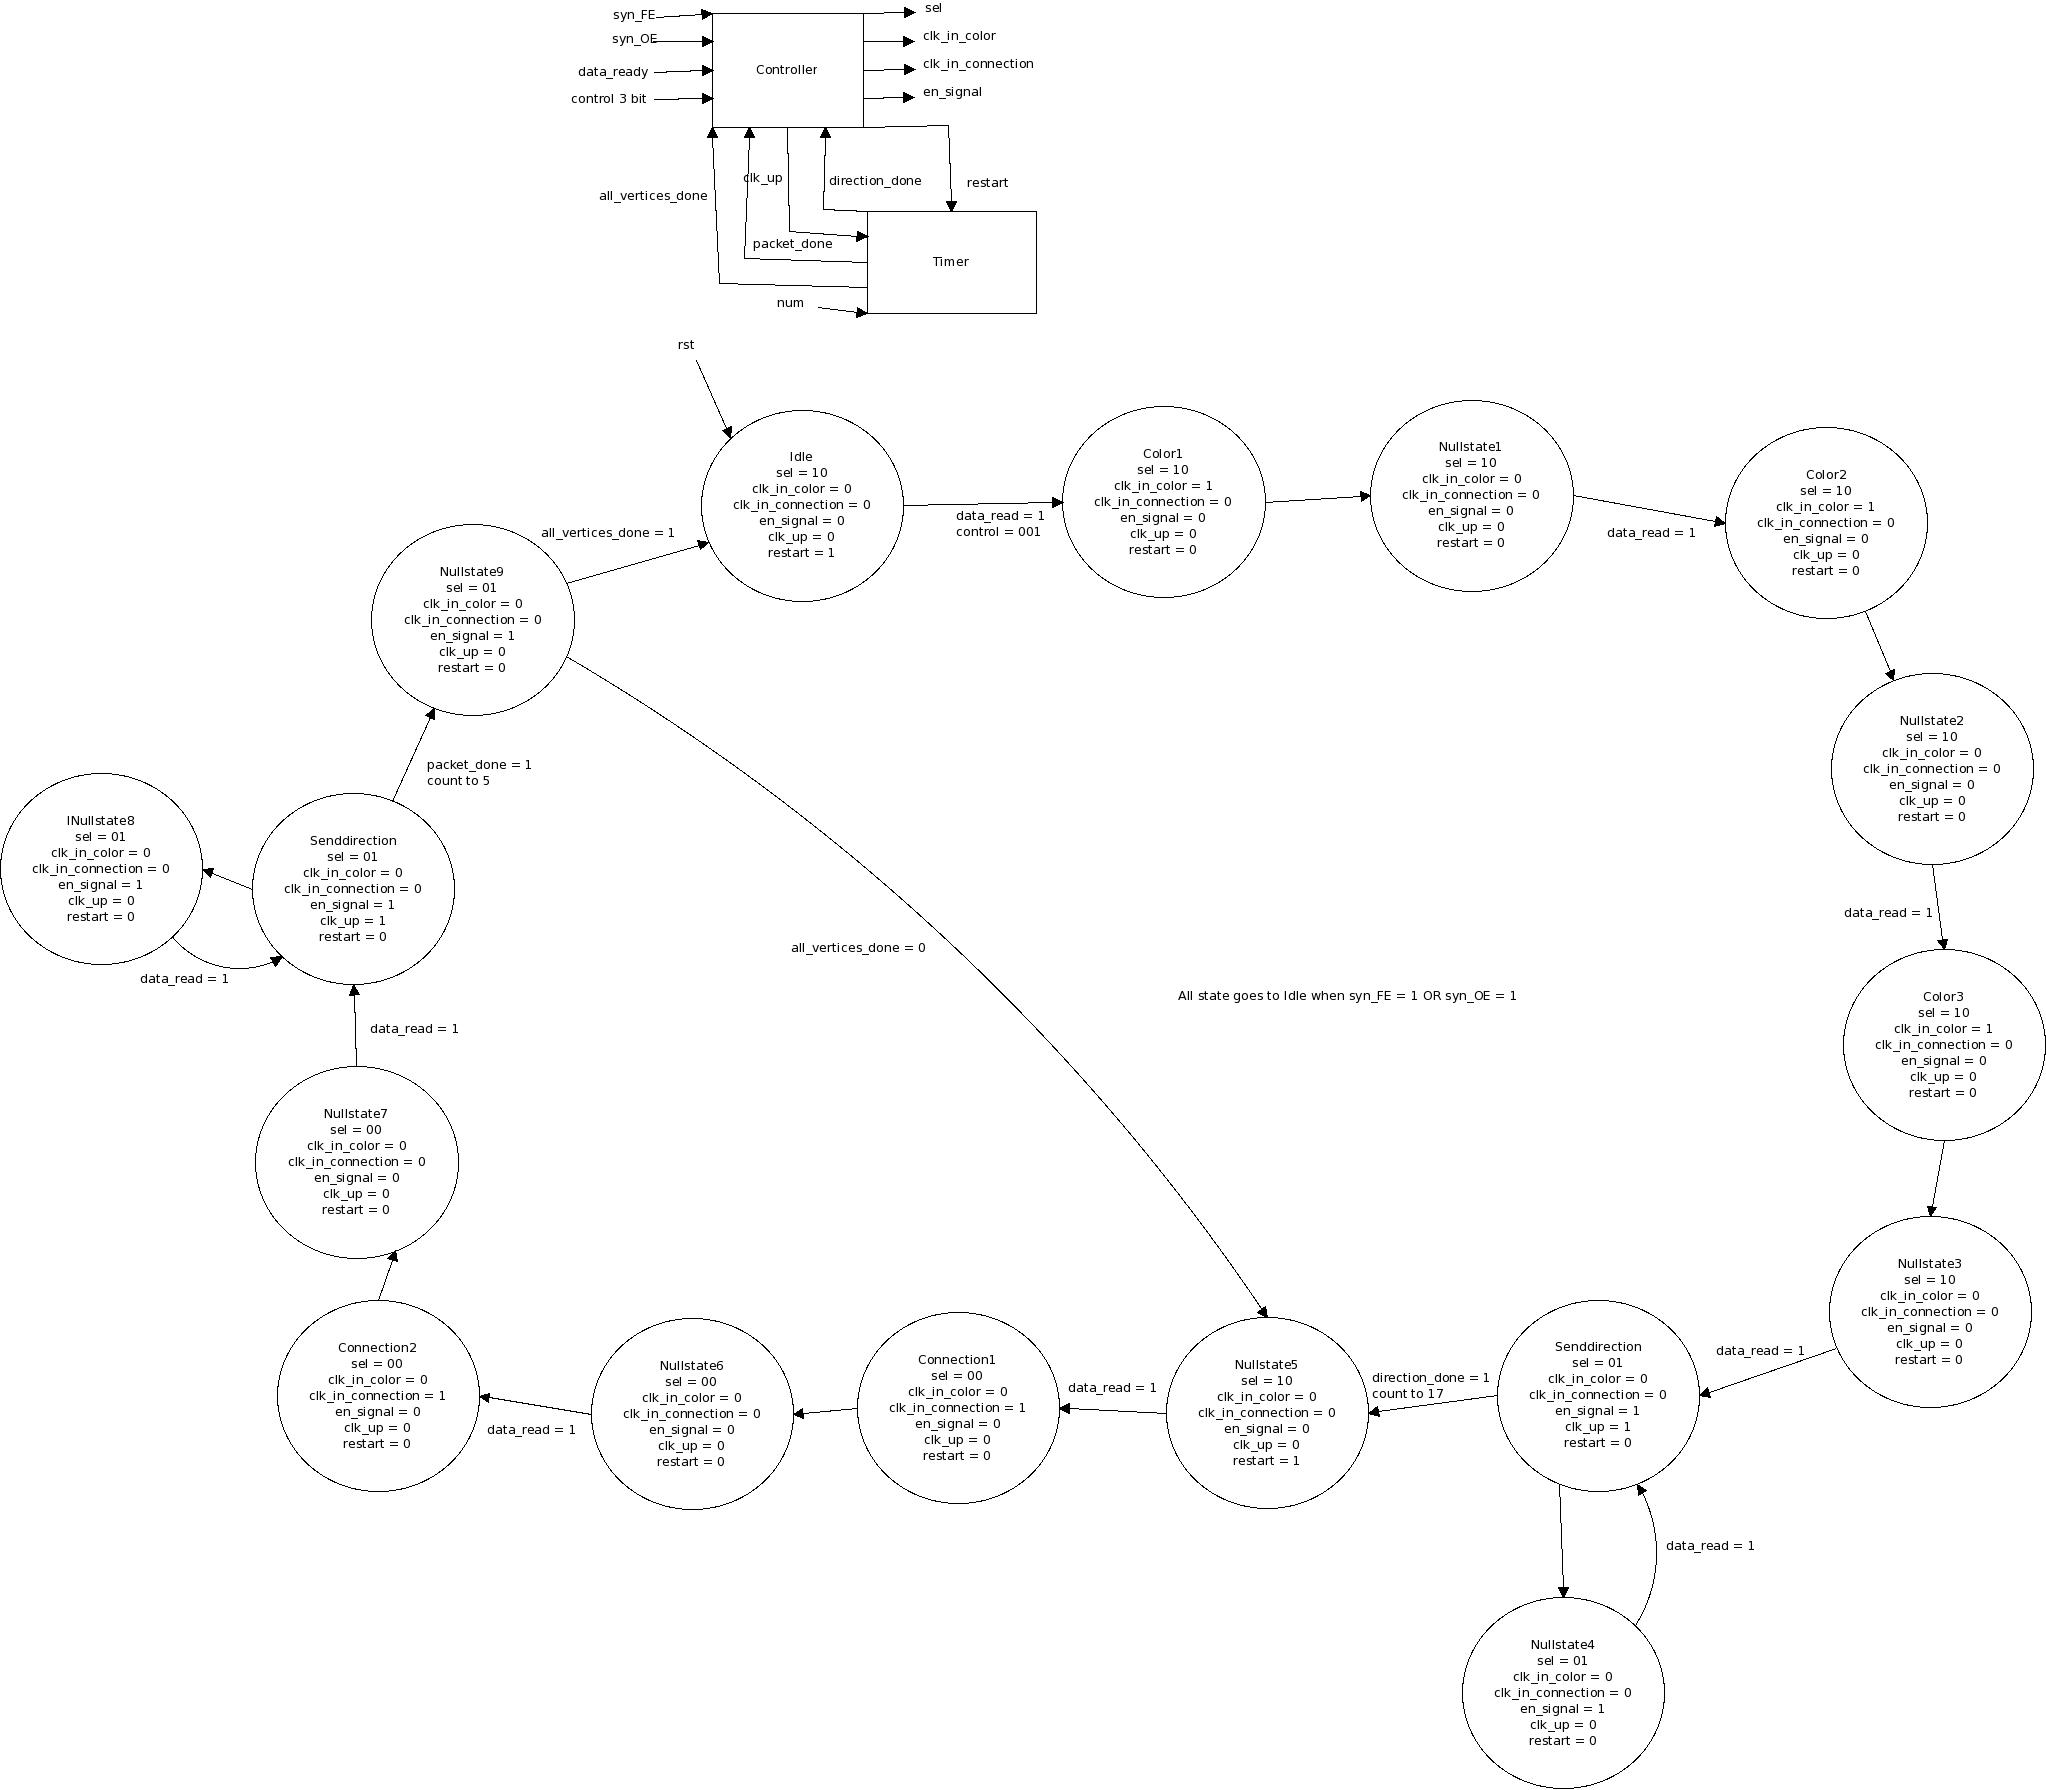 syn_FE
syn_OE
data_ready
control 3 bit
Controller
sel
clk_in_color
clk_in_connection
en_signal
all_vertices_done
clk_up
direction_done
restart
packet_done
Timer
num
rst
Idle
sel = 10
clk_in_color = 0
clk_in_connection = 0
en_signal = 0
clk_up = 0
restart = 1
data_read = 1
control = 001
Color1
sel = 10
clk_in_color = 1
clk_in_connection = 0
en_signal = 0
clk_up = 0
restart = 0
Nullstate1
sel = 10
clk_in_color = 0
clk_in_connection = 0
en_signal = 0
clk_up = 0
restart = 0
data_read = 1
Color2
sel = 10
clk_in_color = 1
clk_in_connection = 0
en_signal = 0
clk_up = 0
restart = 0
Nullstate2
sel = 10
clk_in_color = 0
clk_in_connection = 0
en_signal = 0
clk_up = 0
restart = 0
data_read = 1
Color3
sel = 10
clk_in_color = 1
clk_in_connection = 0
en_signal = 0
clk_up = 0
restart = 0
Nullstate3
sel = 10
clk_in_color = 0
clk_in_connection = 0
en_signal = 0
clk_up = 0
restart = 0
data_read = 1
Senddirection
sel = 01
clk_in_color = 0
clk_in_connection = 0
en_signal = 1
clk_up = 1
restart = 0
data_read = 1
Nullstate4
sel = 01
clk_in_color = 0
clk_in_connection = 0
en_signal = 1
clk_up = 0
restart = 0
direction_done = 1
count to 17
Nullstate5
sel = 10
clk_in_color = 0
clk_in_connection = 0
en_signal = 0
clk_up = 0
restart = 1
data_read = 1
Connection1
sel = 00
clk_in_color = 0
clk_in_connection = 1
en_signal = 0
clk_up = 0
restart = 0
Nullstate6
sel = 00
clk_in_color = 0
clk_in_connection = 0
en_signal = 0
clk_up = 0
restart = 0
data_read = 1
Connection2
sel = 00
clk_in_color = 0
clk_in_connection = 1
en_signal = 0
clk_up = 0
restart = 0
Nullstate7
sel = 00
clk_in_color = 0
clk_in_connection = 0
en_signal = 0
clk_up = 0
restart = 0
data_read = 1
Senddirection
sel = 01
clk_in_color = 0
clk_in_connection = 0
en_signal = 1
clk_up = 1
restart = 0
lNullstate8
sel = 01
clk_in_color = 0
clk_in_connection = 0
en_signal = 1
clk_up = 0
restart = 0
data_read = 1
packet_done = 1
count to 5
Nullstate9
sel = 01
clk_in_color = 0
clk_in_connection = 0
en_signal = 1
clk_up = 0
restart = 0
all_vertices_done = 1
all_vertices_done = 0
All state goes to Idle when syn_FE = 1 OR syn_OE = 1